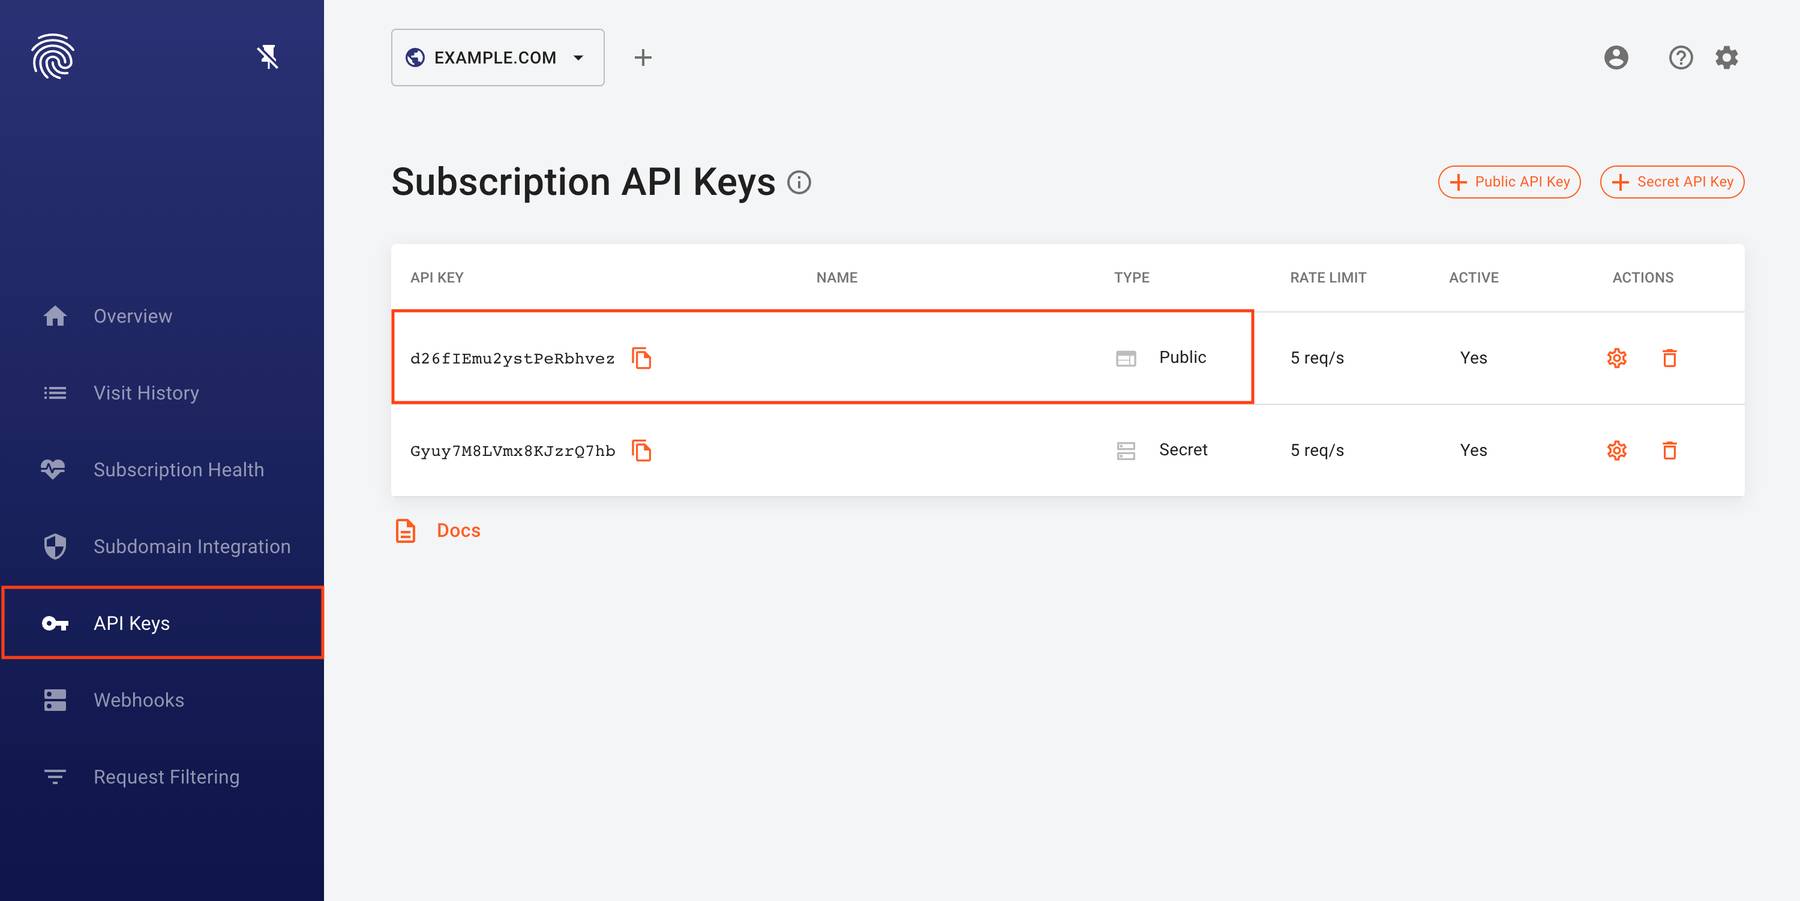 EXAMPLE.COM
Subscription API Keys
Public API Key
Secret API Key
API KEY NAME TYPE RATE LIMIT ACTIVE ACTIONS
d26fIEmu2ystPeRbhvez Public 5 req/s Yes
Gyuy7M8LVmx8KJzrQ7hb Secret 5 req/s Yes
Docs
Overview
Visit History
Subscription Health
Subdomain Integration
API Keys
Webhooks
Request Filtering